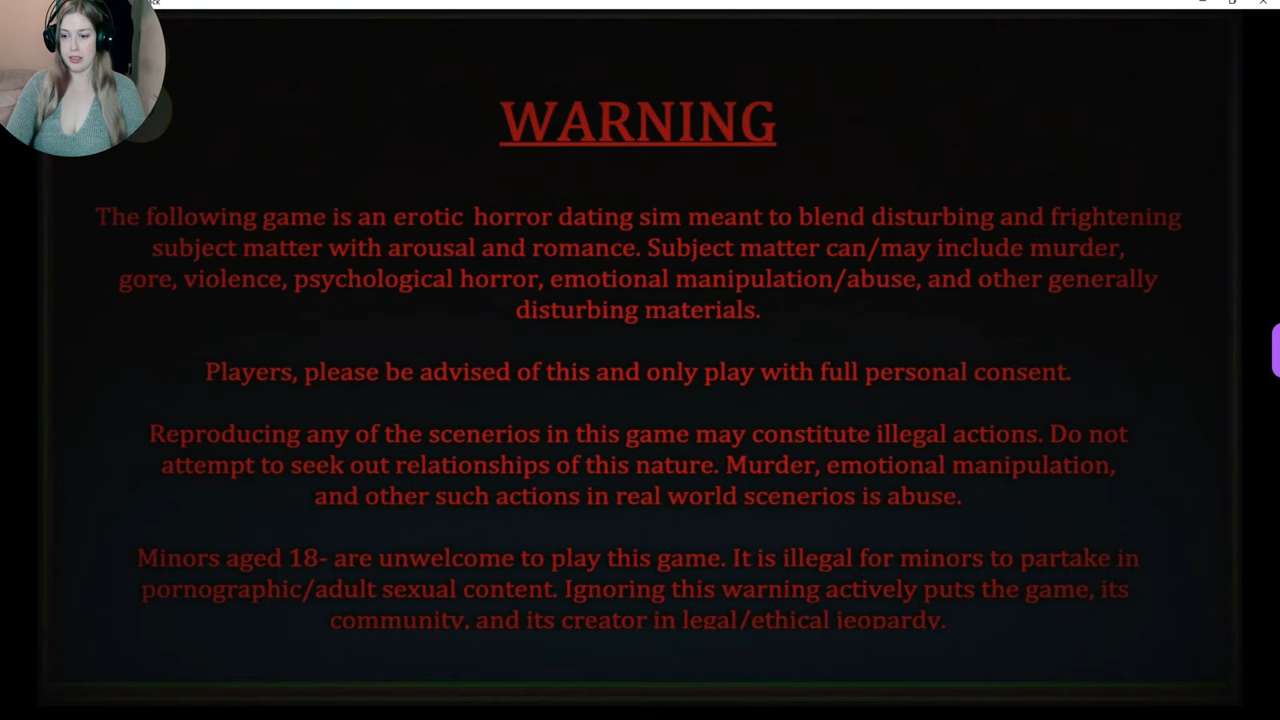 WARNING
The following game is an erotic horror dating sim meant to blend disturbing and frightening
subject matter with arousal and romance. Subject matter can/may include murder,
gore, violence, psychological horror, emotional manipulation/abuse, and other generally
disturbing materials.
Players, please be advised of this and only play with full personal consent.
Reproducing any of the scenerios in this game may constitute illegal actions. Do not
attempt to seek out relationships of this nature. Murder, emotional manipulation,
and other such actions in real world scenerios is abuse.
Minors aged 18- are unwelcome to play this game. It is illegal for minors to partake in
pornographic/adult sexual content. Ignoring this warning actively puts the game, its
community, and its creator in legal/ethical jeopardy.